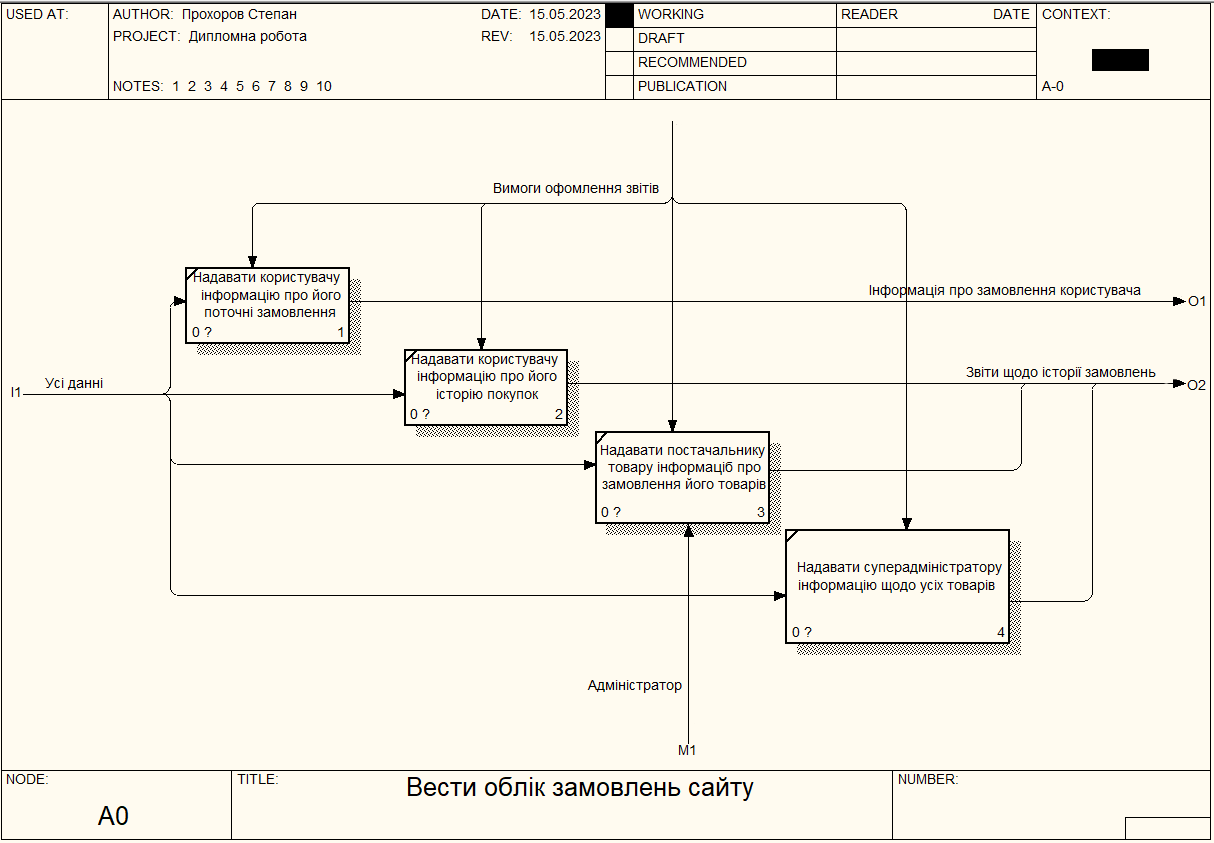 USED AT:
AUTHOR: Прохоров Степан
DATE: 15.05.2023
PROJECT: Дипломна робота
REV: 15.05.2023
NOTES: 1 2 3 4 5 6 7 8 9 10
WORKING
DRAFT
RECOMMENDED
PUBLICATION
READER DATE
CONTEXT:
A-0
Вимоги офомлення звітів
Надавати користувачу
інформацію про його
поточні замовлення
0 ? 1
Інформація про замовлення користувача
O1
I1
Усі данні
Надавати користувачу
інформацію про його
історію покупок
0 ? 2
Звіти щодо історії замовлень
O2
Надавати постачальнику
товару інформаціб про
замовлення його товарів
0 ? 3
Надавати суперадміністратору
інформацію щодо усіх товарів
0 ? 4
Адміністратор
M1
NODE:
A0
TITLE:
Вести облік замовлень сайту
NUMBER: